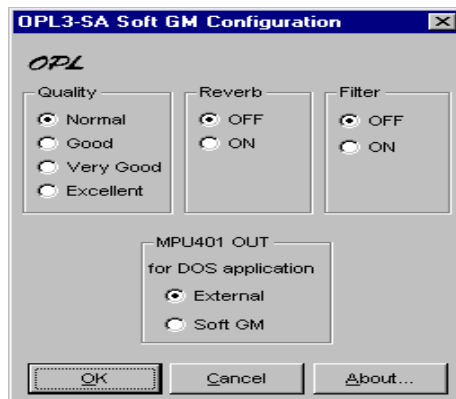 OPL3-SA Soft GM Configuration
OPL
Quality
Normal
Good
Very Good
Excellent
Reverb
OFF
ON
Filter
OFF
ON
MPU401 OUT
for DOS application
External
Soft GM
OK
Cancel
About...